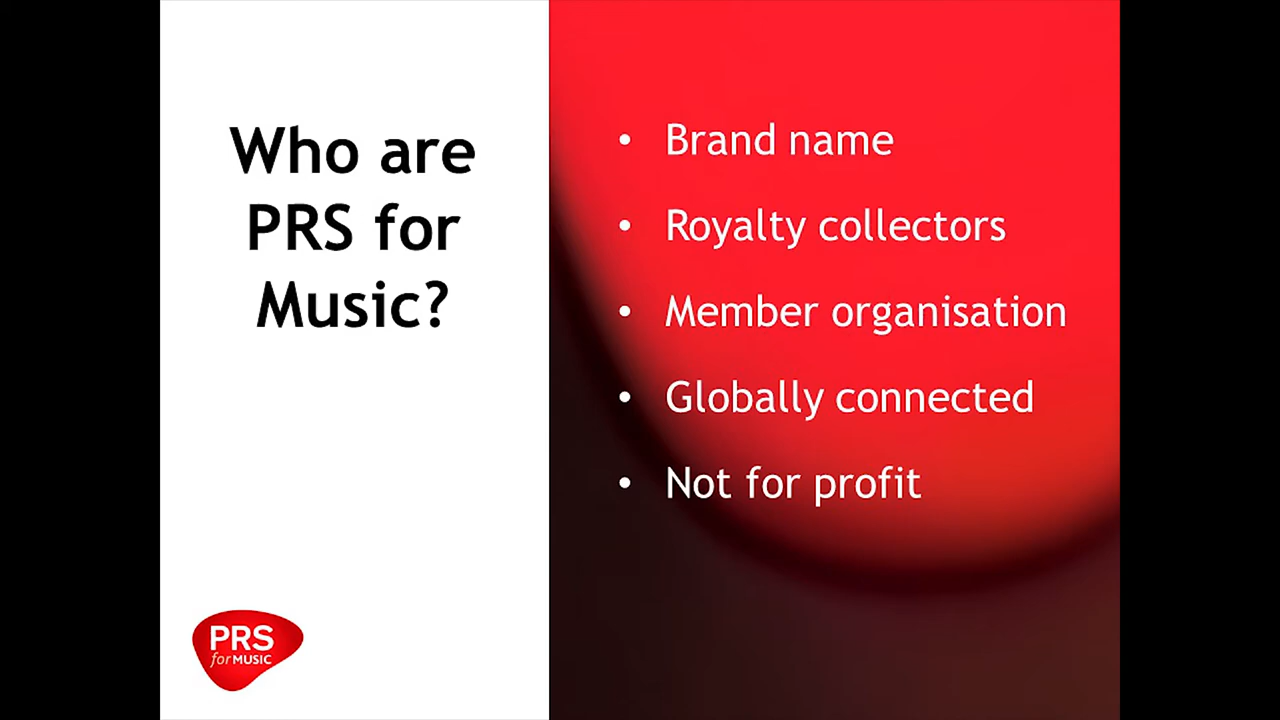 Who are
PRS for
Music?
• Brand name
• Royalty collectors
• Member organisation
• Globally connected
• Not for profit
PRS
for MUSIC